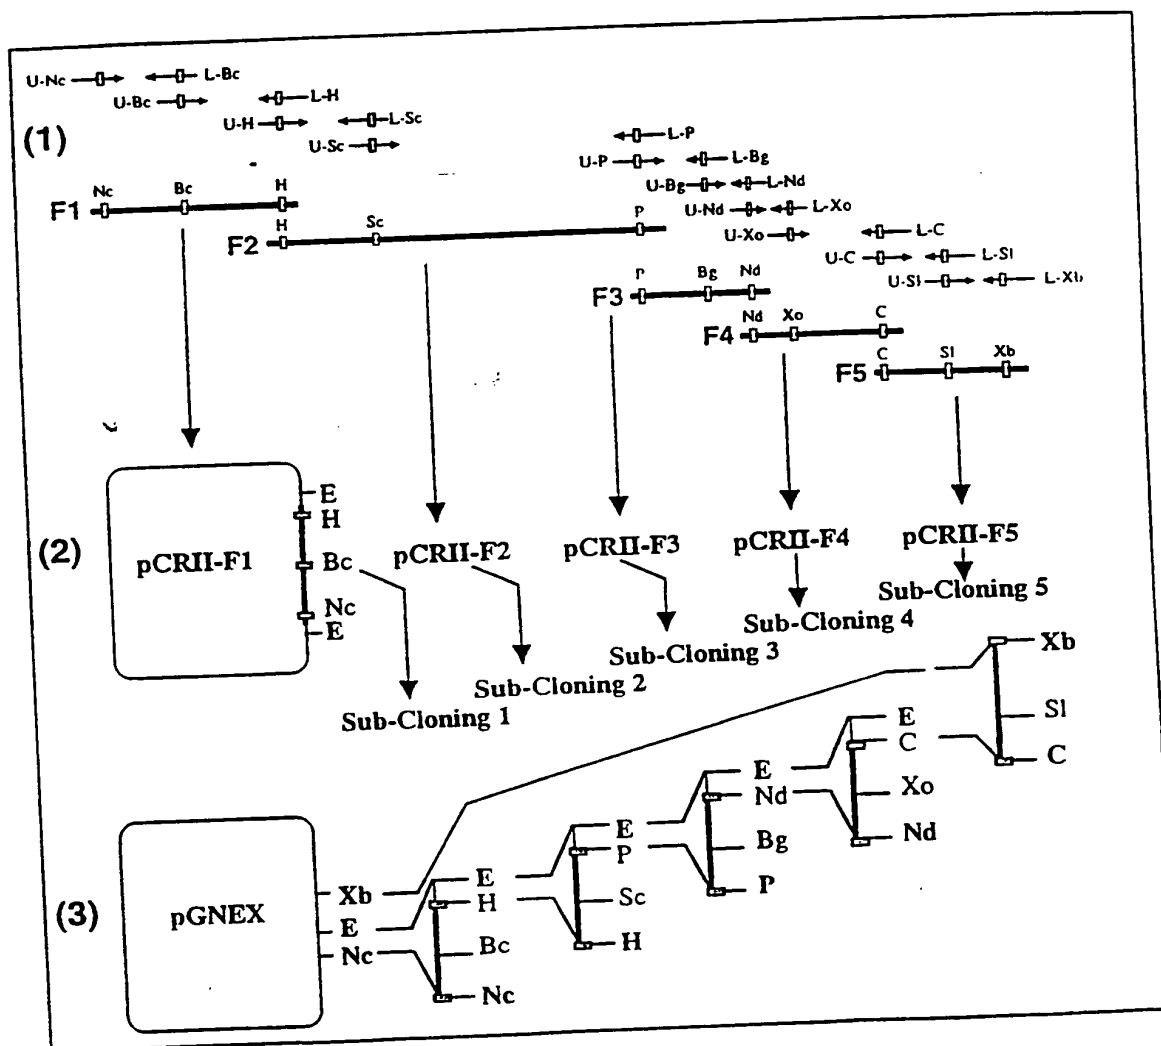 U-Nc L-Bc
U-Bc L-H
U-H L-Sc
(1)
U-Sc L-P
U-P L-Bg
U-Bg L-Nd
U-Nd L-Xo
U-Xo L-C
U-C L-Sl
U-Sl L-Xb
Nc Bc H
F1
H Sc P
F2
P Bg Nd
F3
Nd Xo C
F4
C Sl Xb
F5
(2)
pCRII-F1
E
H
Bc
Nc
E
pCRII-F2
pCRII-F3
pCRII-F4
pCRII-F5
Sub-Cloning 5
Sub-Cloning 4
Sub-Cloning 3
Sub-Cloning 2
Sub-Cloning 1
(3)
pGNEX
Xb
E
Nc
E
H
Bc
Nc
E
P
Sc
H
E
Nd
Bg
P
E
C
Xo
Nd
Xb
Sl
C